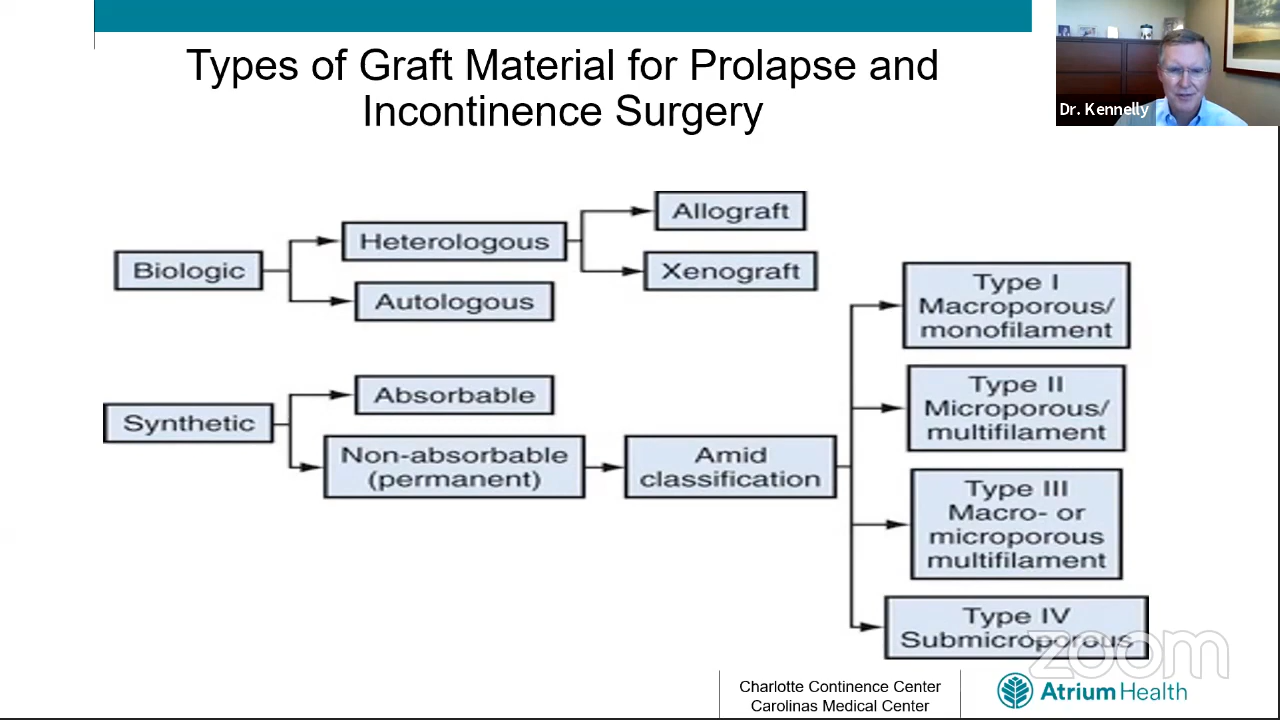 Types of Graft Material for Prolapse and
Incontinence Surgery
Dr. Kennelly
Biologic
Heterologous
Autologous
Allograft
Xenograft
Synthetic
Absorbable
Non-absorbable
(permanent)
Amid
classification
Type I
Macroporous/
monofilament
Type II
Microporous/
multifilament
Type III
Macro- or
microporous
multifilament
Type IV
Submicroporous
zoom
Charlotte Continence Center
Carolinas Medical Center
Atrium Health